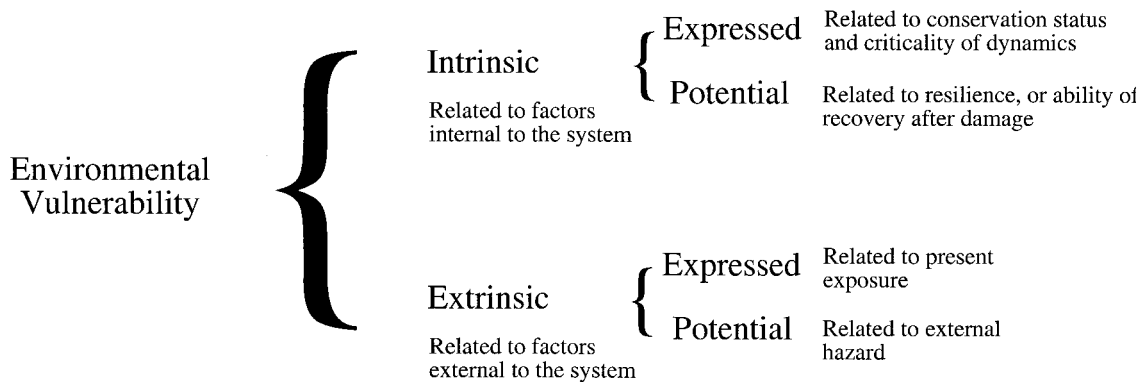 Environmental
Vulnerability
Intrinsic
Related to factors
internal to the system
Expressed
Related to conservation status
and criticality of dynamics
Potential
Related to resilience, or ability of
recovery after damage
Extrinsic
Related to factors
external to the system
Expressed
Related to present
exposure
Potential
Related to external
hazard